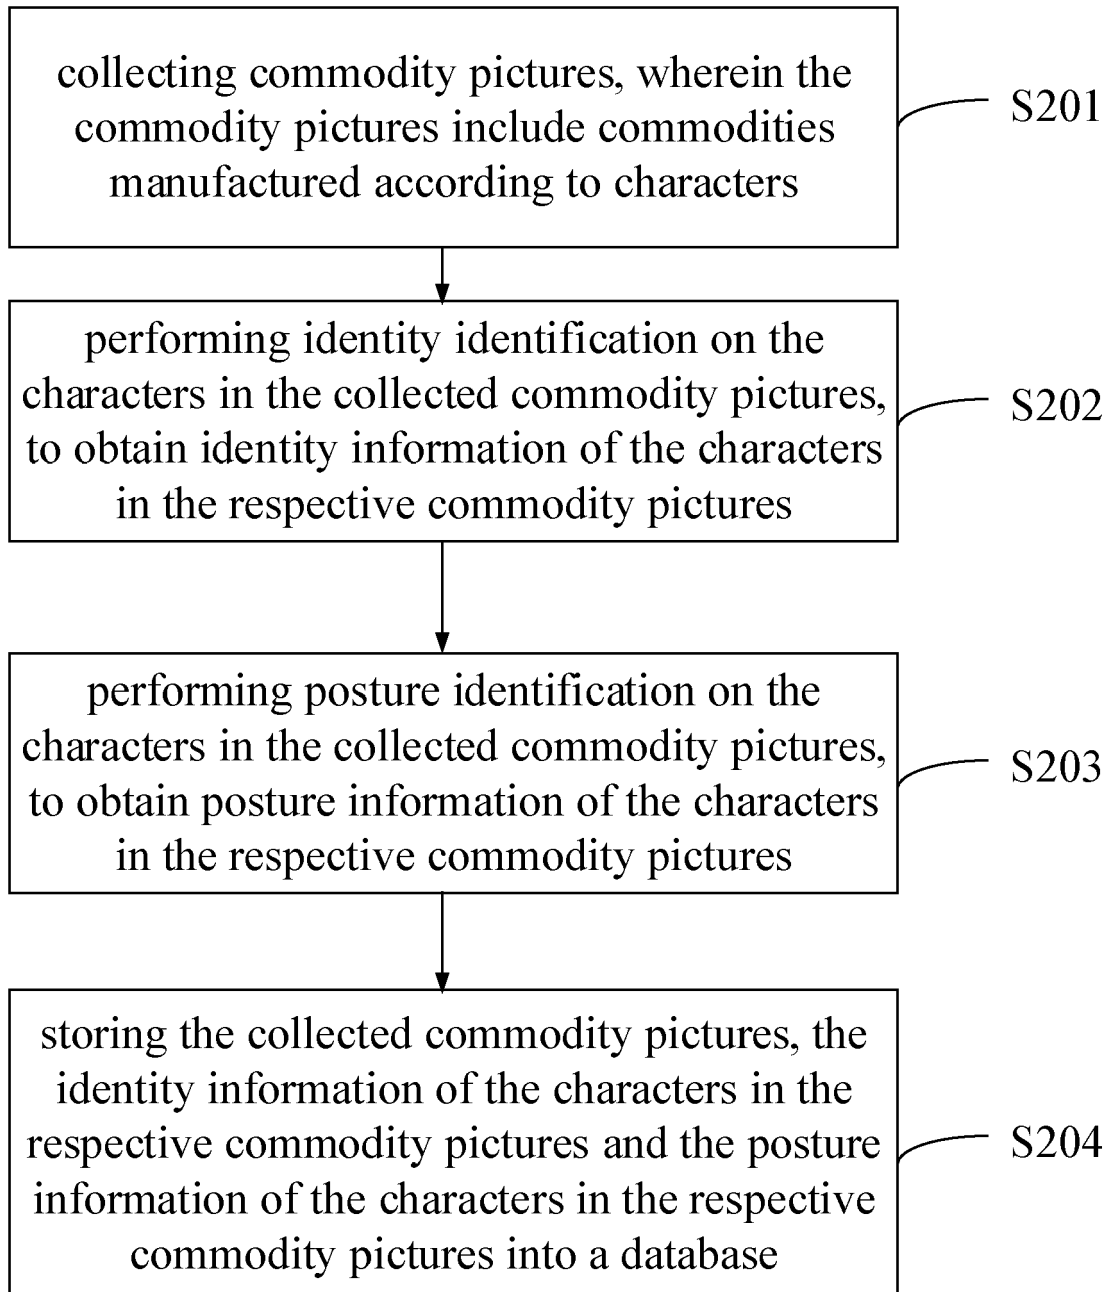 collecting commodity pictures, wherein the
commodity pictures include commodities
manufactured according to characters
S201
performing identity identification on the
characters in the collected commodity pictures,
to obtain identity information of the characters
in the respective commodity pictures
S202
performing posture identification on the
characters in the collected commodity pictures,
to obtain posture information of the characters
in the respective commodity pictures
S203
storing the collected commodity pictures, the
identity information of the characters in the
respective commodity pictures and the posture
information of the characters in the respective
commodity pictures into a database
S204